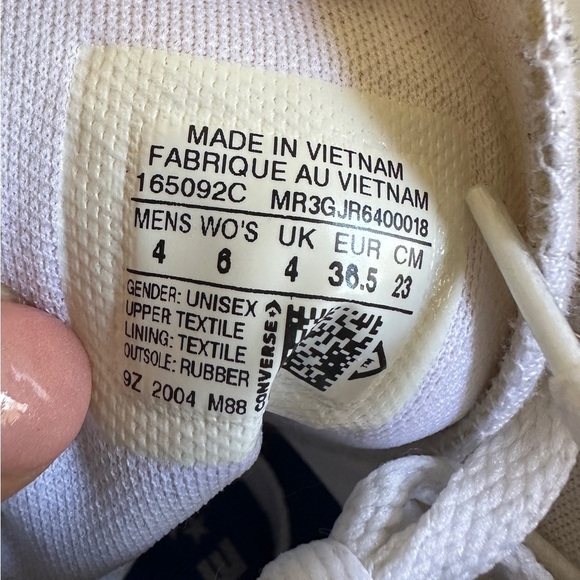 MADE IN VIETNAM
FABRIQUE AU VIETNAM
165092C MR3GJR6400018
MENS WO'S UK EUR CM
4 6 4 36.5 23
GENDER: UNISEX
UPPER TEXTILE
LINING: TEXTILE
OUTSOLE: RUBBER
9Z 2004 M88
CONVERSE